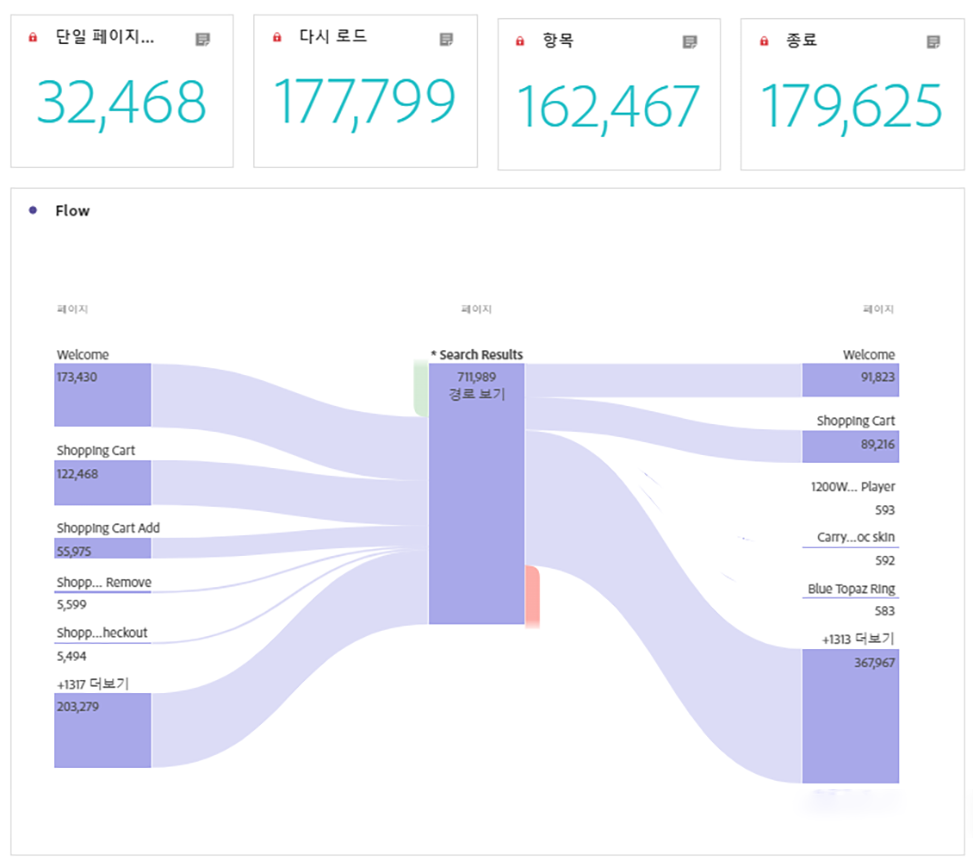 단일 페이지...
다시 로드
항목
종료
32,468
177,799
162,467
179,625
Flow
페이지
페이지
페이지
Welcome
173,430
Shopping Cart
122,468
Shopping Cart Add
55,975
Shopp... Remove
5,599
Shopp...heckout
5,494
+1317 더보기
203,279
* Search Results
711,989
경로 보기
Welcome
91,823
Shopping Cart
89,216
1200W... Player
593
Carry...oc skin
592
Blue Topaz Ring
583
+1313 더보기
367,967